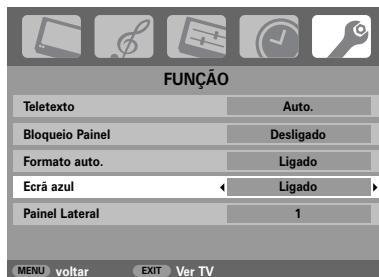 FUNÇÃO
Teletexto Auto.
Bloqueio Painel Desligado
Formato auto. Ligado
Ecrã azul Ligado
Painel Lateral 1
MENU voltar EXIT Ver TV